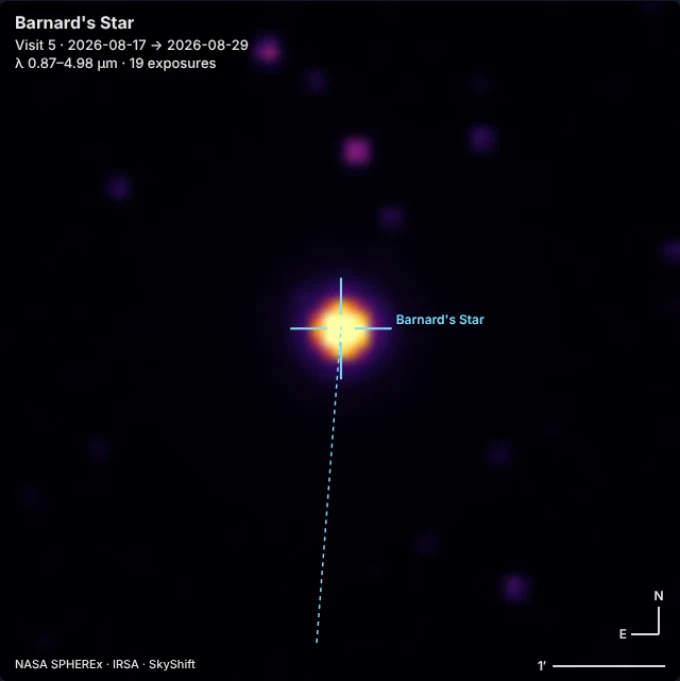 Barnard's Star
Visit 5 · 2026-08-17 → 2026-08-29
λ 0.87–4.98 μm · 19 exposures
Barnard's Star
N
E
1′
NASA SPHEREx · IRSA · SkyShift